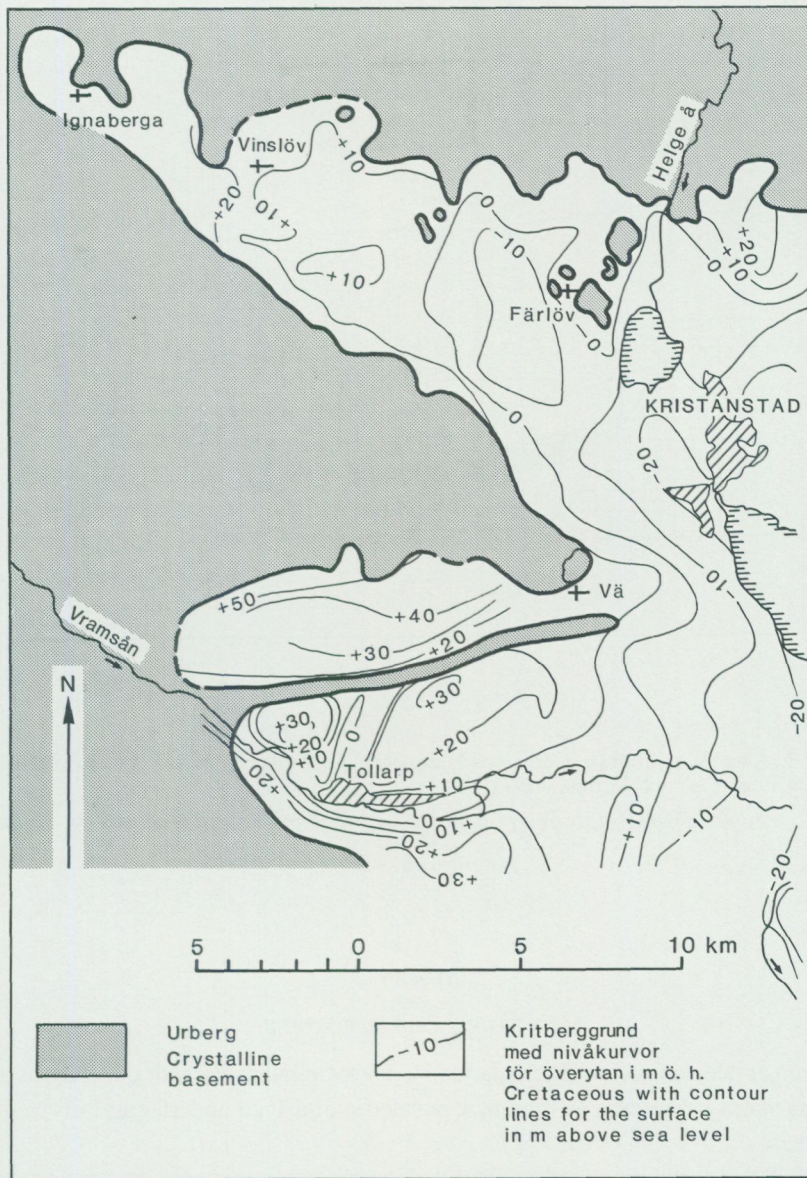 Ignaberga
Vinslöv
+10
Helge å
+20
+10
+10
0
-10
0
+20
+10
Färlöv
0
0
KRISTANSTAD
-20
-10
Vä
+50
+40
+30
+20
Vramsån
N
+30
+20
+10
0
+30
+20
-20
Tollarp
+10
+20
0
+10
+20
+30
+10
-10
-20
5 0 5 10 km
Urberg
Crystalline
basement
-10
Kritberggrund
med nivåkurvor
för överytan i m ö. h.
Cretaceous with contour
lines for the surface
in m above sea level